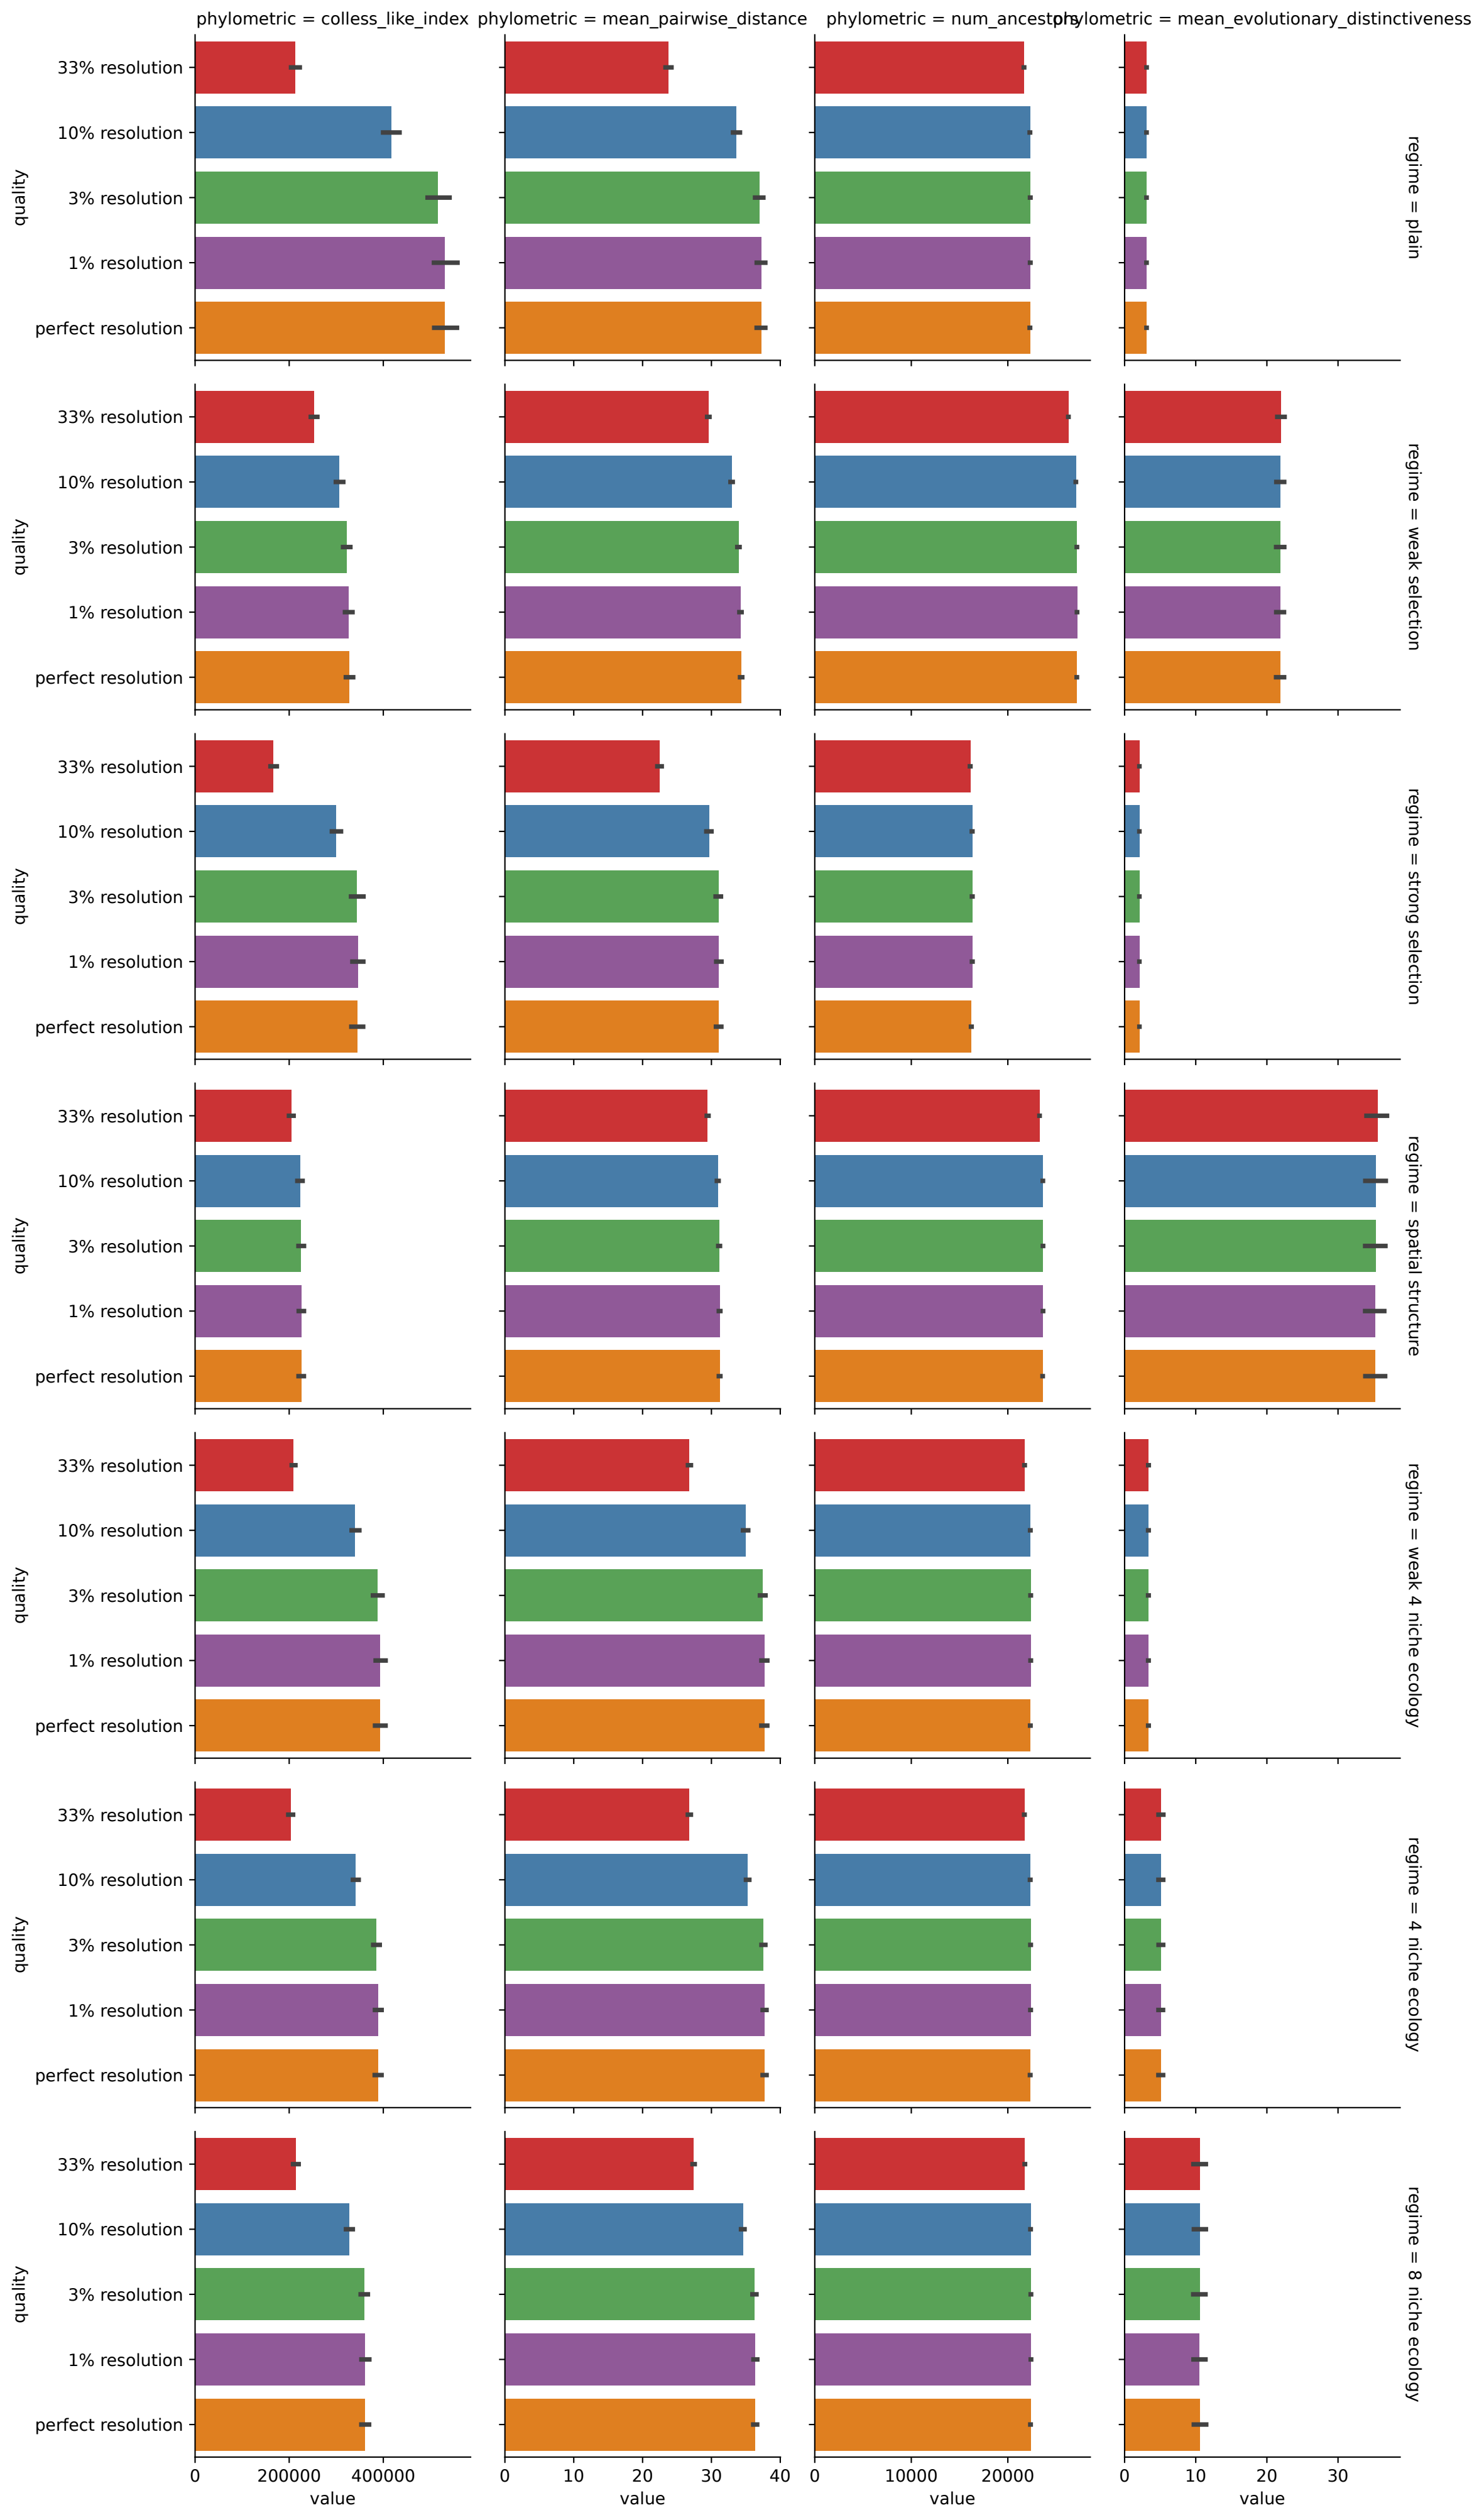 phylometric = colless_like_index
phylometric = mean_pairwise_distance
phylometric = num_ancestors
phylometric = mean_evolutionary_distinctiveness
33% resolution
10% resolution
3% resolution
1% resolution
perfect resolution
quality
regime = plain
33% resolution
10% resolution
3% resolution
1% resolution
perfect resolution
quality
regime = weak selection
33% resolution
10% resolution
3% resolution
1% resolution
perfect resolution
quality
regime = strong selection
33% resolution
10% resolution
3% resolution
1% resolution
perfect resolution
quality
regime = spatial structure
33% resolution
10% resolution
3% resolution
1% resolution
perfect resolution
quality
regime = weak 4 niche ecology
33% resolution
10% resolution
3% resolution
1% resolution
perfect resolution
quality
regime = 4 niche ecology
33% resolution
10% resolution
3% resolution
1% resolution
perfect resolution
quality
regime = 8 niche ecology
0 200000 400000
0 10 20 30 40
0 10000 20000
0 10 20 30
value
value
value
value